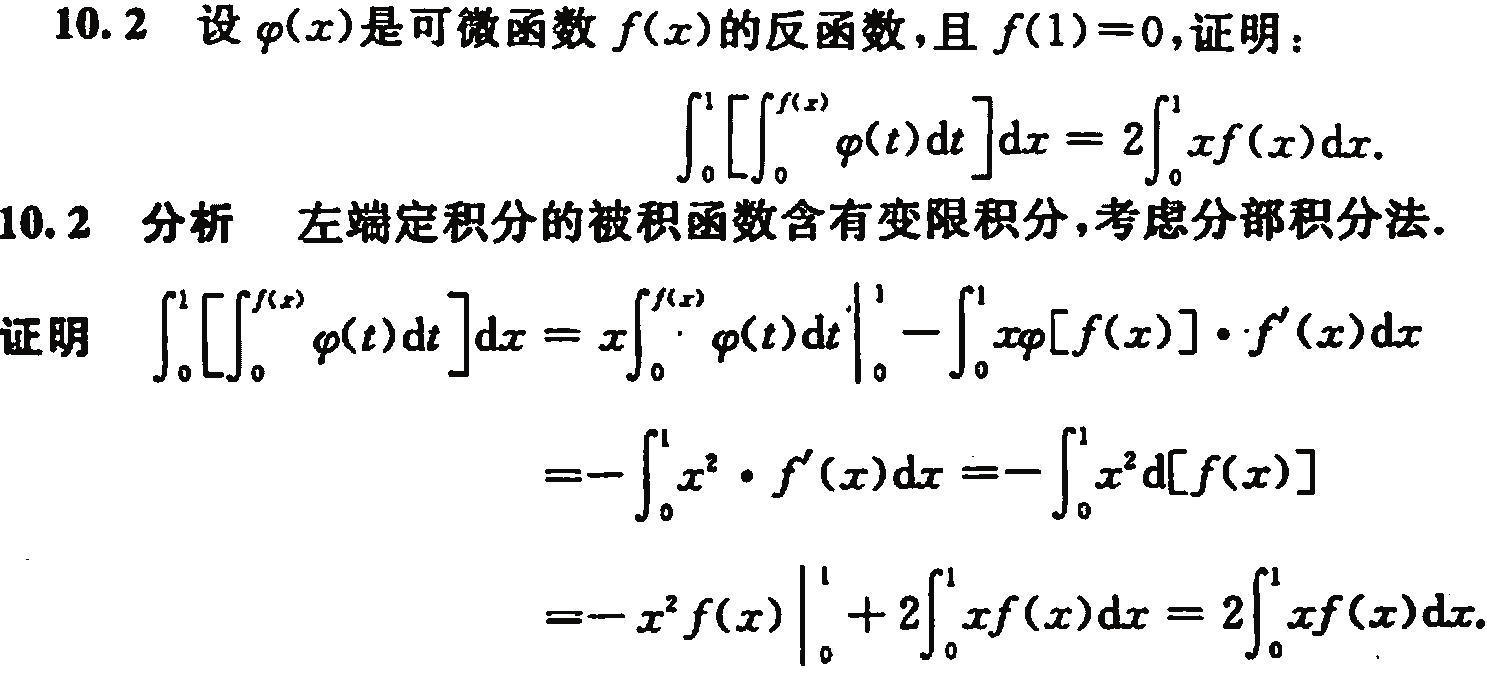 10.2 设 φ(x)是可微函数 f(x)的反函数,且 f(1)=0,证明:
∫₀¹[∫₀^{f(x)} φ(t)dt]dx = 2∫₀¹ xf(x)dx.
10.2 分析 左端定积分的被积函数含有变限积分,考虑分部积分法.
证明 ∫₀¹[∫₀^{f(x)} φ(t)dt]dx = x∫₀^{f(x)} φ(t)dt|₀¹ − ∫₀¹ xφ[f(x)]·f′(x)dx
=−∫₀¹ x²·f′(x)dx =−∫₀¹ x²d[f(x)]
=−x²f(x)|₀¹ + 2∫₀¹ xf(x)dx = 2∫₀¹ xf(x)dx.